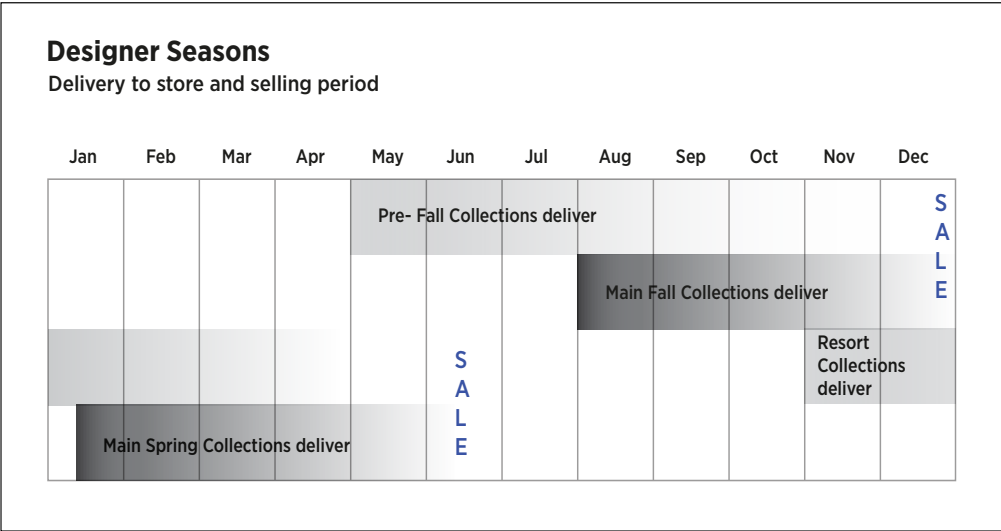 Designer Seasons
Delivery to store and selling period
Jan Feb Mar Apr May Jun Jul Aug Sep Oct Nov Dec
Pre- Fall Collections deliver
S
A
L
E
Main Fall Collections deliver
Resort
Collections
deliver
S
A
L
E
Main Spring Collections deliver